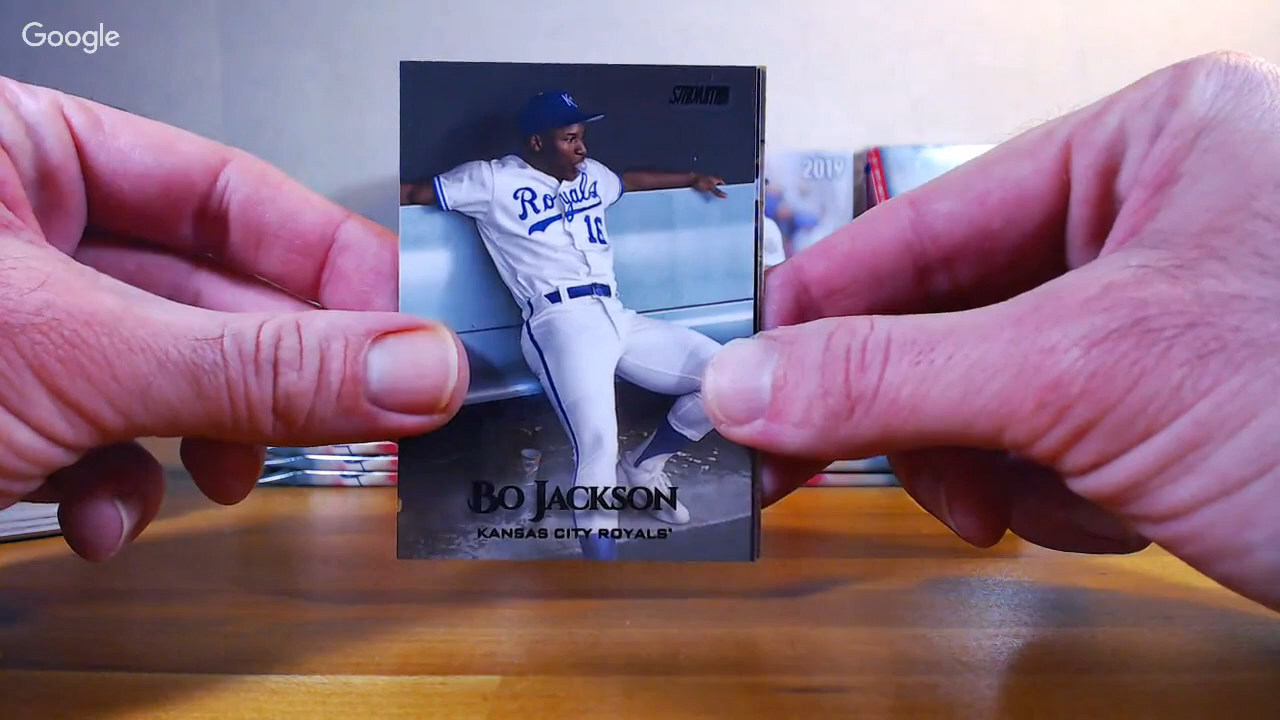 Google
STADIUM
2019
K
Royals
16
BO JACKSON
KANSAS CITY ROYALS®